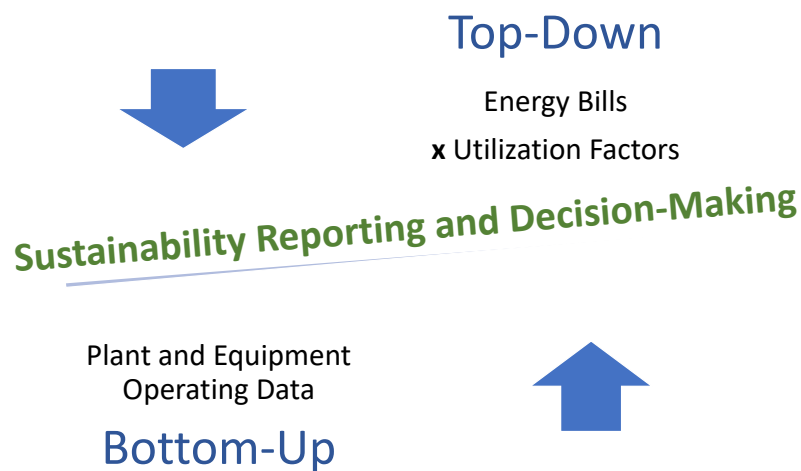 Top-Down
Energy Bills
x Utilization Factors
Sustainability Reporting and Decision-Making
Plant and Equipment
Operating Data
Bottom-Up